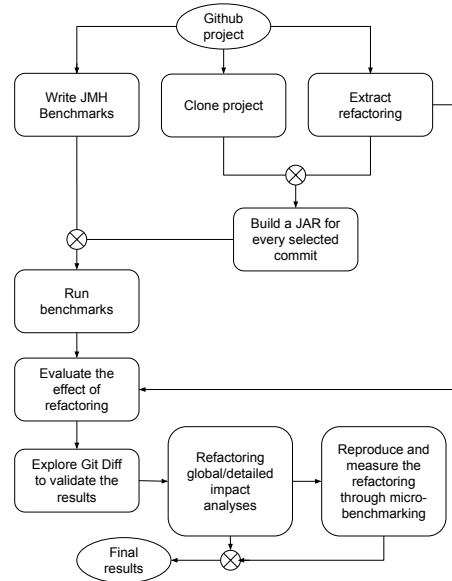 Github
project
Write JMH
Benchmarks
Clone project
Extract
refactoring
Build a JAR for
every selected
commit
Run
benchmarks
Evaluate the
effect of
refactoring
Explore Git Diff
to validate the
results
Refactoring
global/detailed
impact
analyses
Reproduce and
measure the
refactoring
through micro-
benchmarking
Final
results